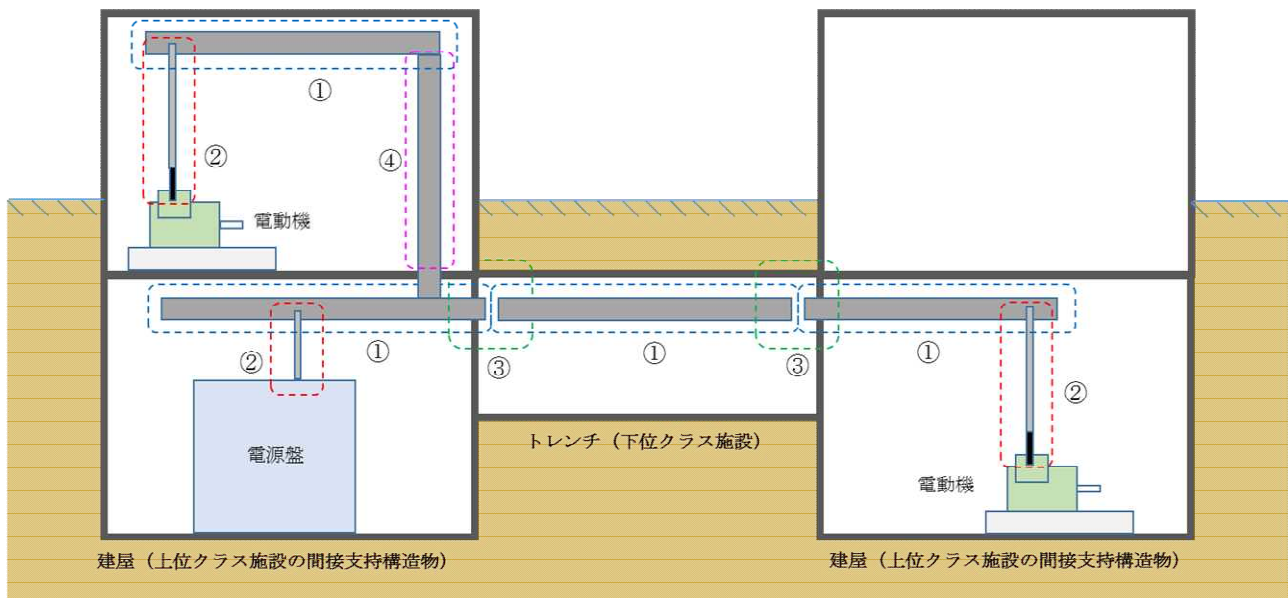 ①
④
②
電動機
②
①
③
①
③
①
②
電源盤
トレンチ（下位クラス施設）
電動機
建屋（上位クラス施設の間接支持構造物）
建屋（上位クラス施設の間接支持構造物）